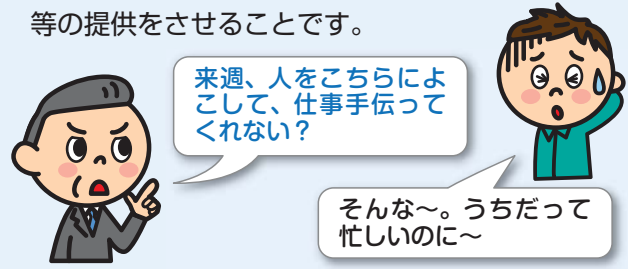 等の提供をさせることです。
来週、人をこちらによ
こして、仕事手伝って
くれない？
そんな～。うちだって
忙しいのに～